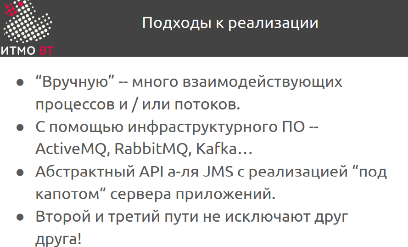 Подходы к реализации
ИТМО ВТ
● “Вручную” -- много взаимодействующих
процессов и / или потоков.
● С помощью инфраструктурного ПО --
ActiveMQ, RabbitMQ, Kafka...
● Абстрактный API а-ля JMS с реализацией “под
капотом“ сервера приложений.
● Второй и третий пути не исключают друг
друга!